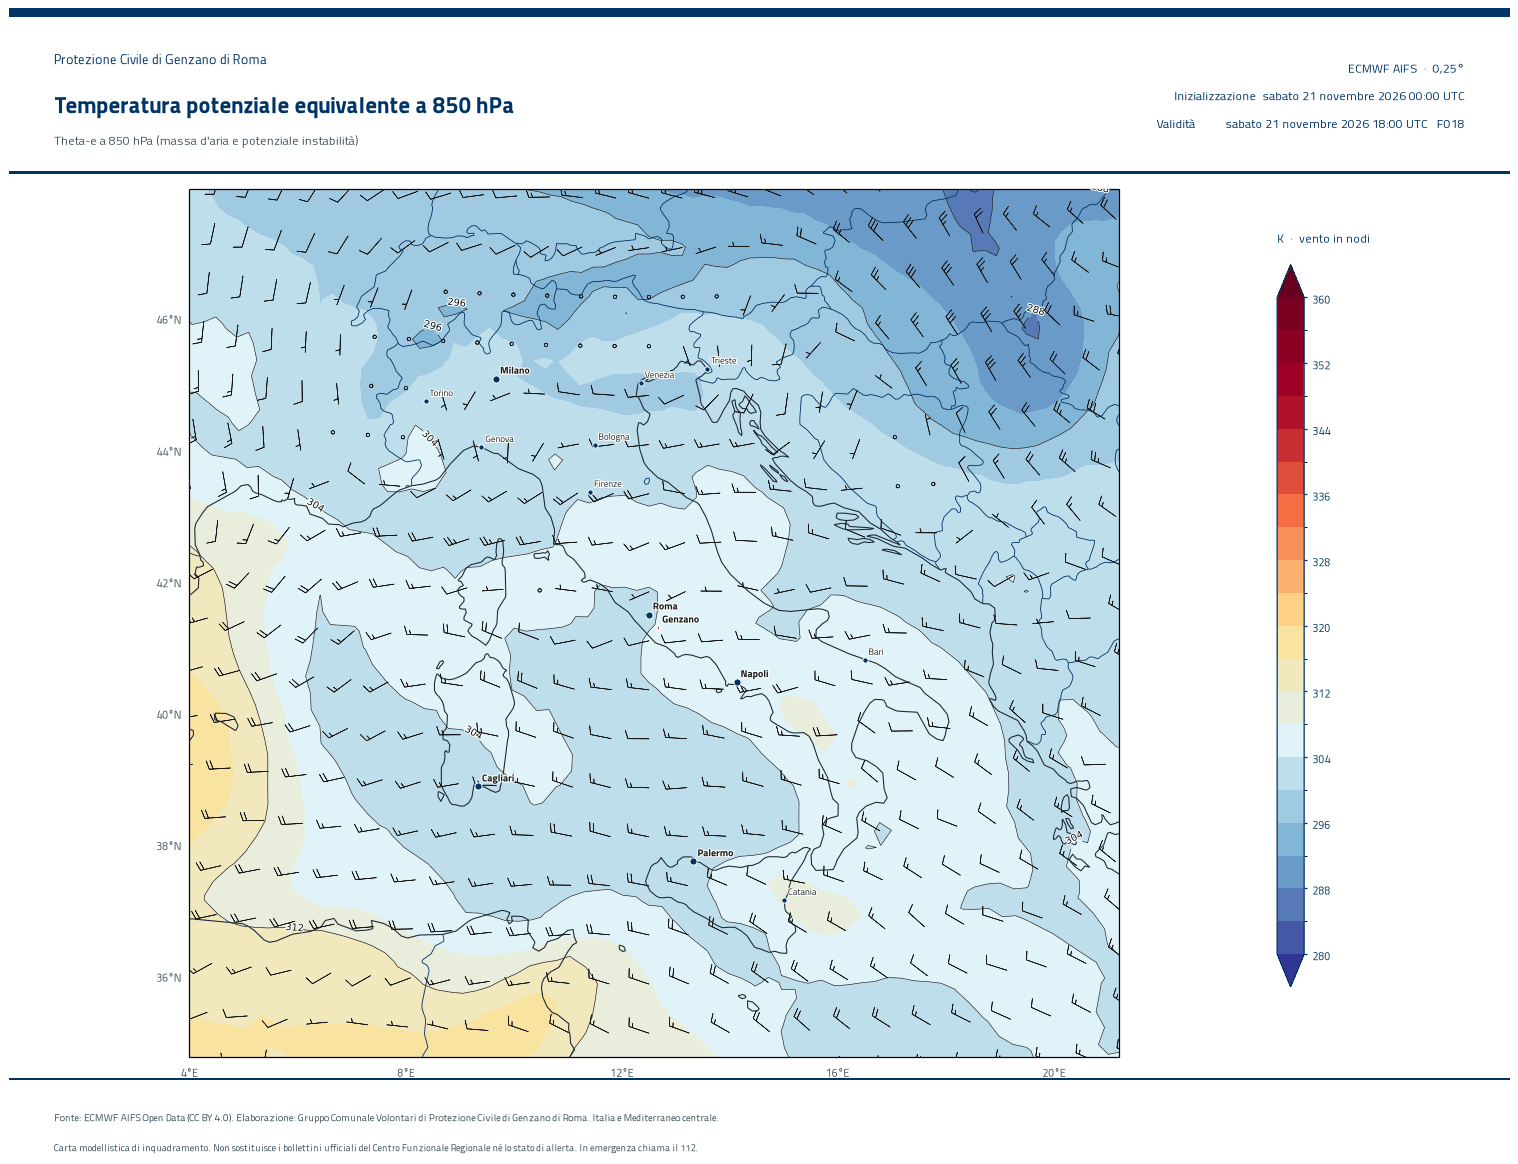 Protezione Civile di Genzano di Roma
Temperatura potenziale equivalente a 850 hPa
Theta-e a 850 hPa (massa d'aria e potenziale instabilità)
ECMWF AIFS · 0,25°
Inizializzazione sabato 21 novembre 2026 00:00 UTC
Validità sabato 21 novembre 2026 18:00 UTC F018
K · vento in nodi
360
352
344
336
328
320
312
304
296
288
280
46°N
44°N
42°N
40°N
38°N
36°N
4°E
8°E
12°E
16°E
20°E
296
296
288
304
304
304
304
312
Milano
Torino
Venezia
Trieste
Genova
Bologna
Firenze
Roma
Genzano
Napoli
Bari
Cagliari
Palermo
Catania
Fonte: ECMWF AIFS Open Data (CC BY 4.0). Elaborazione: Gruppo Comunale Volontari di Protezione Civile di Genzano di Roma. Italia e Mediterraneo centrale.
Carta modellistica di inquadramento. Non sostituisce i bollettini ufficiali del Centro Funzionale Regionale né lo stato di allerta. In emergenza chiama il 112.